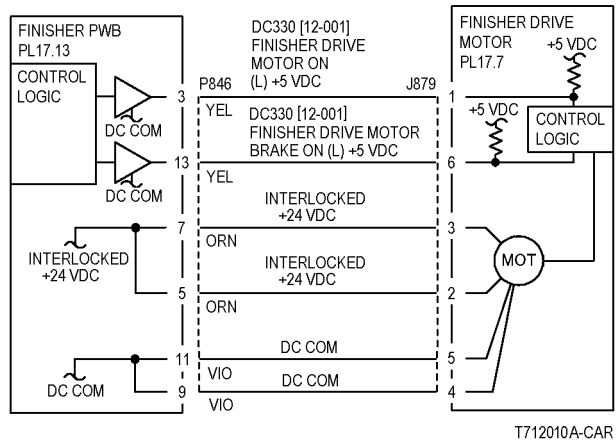 FINISHER PWB
PL17.13
CONTROL
LOGIC
DC COM
DC COM
INTERLOCKED
+24 VDC
DC COM
3
13
7
5
11
9
P846
J879
DC330 [12-001]
FINISHER DRIVE
MOTOR ON
(L) +5 VDC
YEL
DC330 [12-001]
FINISHER DRIVE MOTOR
BRAKE ON (L) +5 VDC
YEL
INTERLOCKED
+24 VDC
ORN
INTERLOCKED
+24 VDC
ORN
DC COM
VIO
DC COM
VIO
1
6
3
2
5
4
FINISHER DRIVE
MOTOR
PL17.7
+5 VDC
+5 VDC
CONTROL
LOGIC
MOT
T712010A-CAR